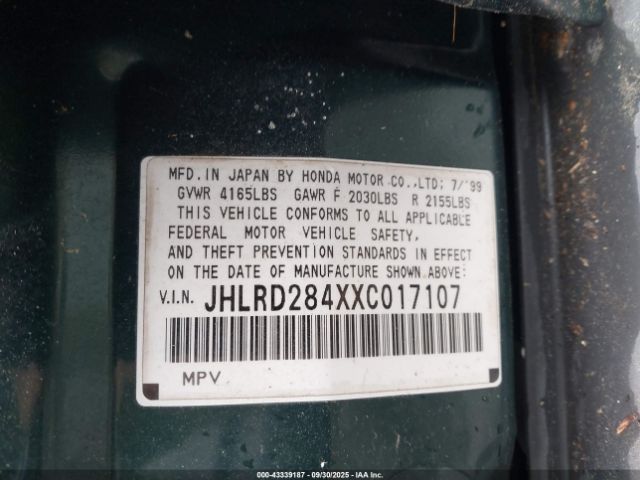 MFD. IN JAPAN BY HONDA MOTOR CO.,LTD; 7/'99
GVWR 4165LBS GAWR F 2030LBS R 2155LBS
THIS VEHICLE CONFORMS TO ALL APPLICABLE
FEDERAL MOTOR VEHICLE SAFETY,
AND THEFT PREVENTION STANDARDS IN EFFECT
ON THE DATE OF MANUFACTURE SHOWN ABOVE:
V.I.N. JHLRD284XXC017107
MPV
000-43339187 - 09/30/2025 - IAA Inc.